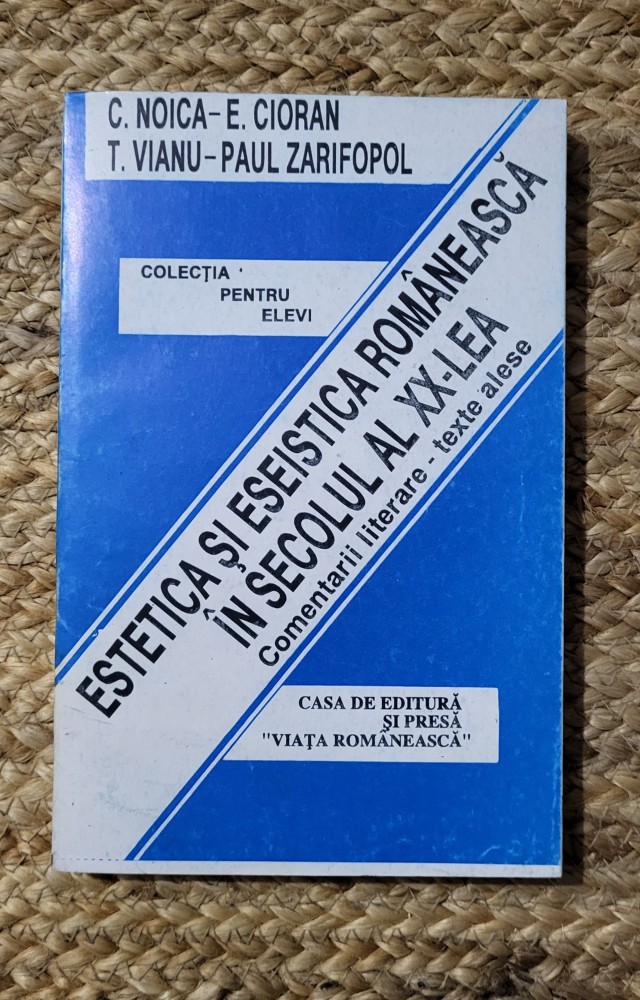 C. NOICA-E. CIORAN
T. VIANU-PAUL ZARIFOPOL
COLECȚIA
PENTRU
ELEVI
ESTETICA ȘI ESEISTICA ROMÂNEASCĂ
ÎN SECOLUL AL XX-LEA
Comentarii literare - texte alese
CASA DE EDITURĂ
ȘI PRESĂ
"VIAȚA ROMÂNEASCĂ"